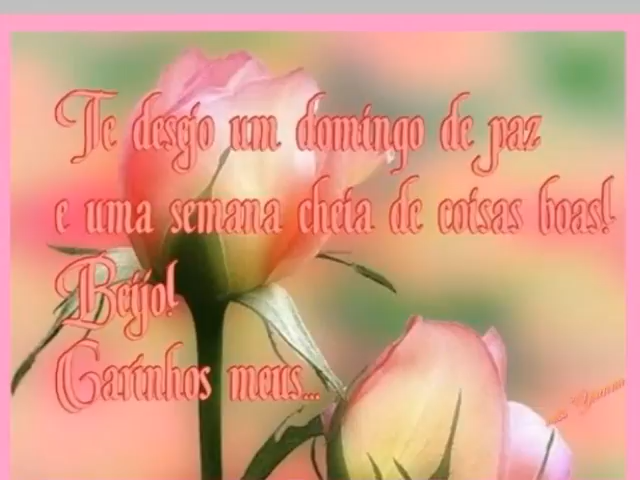 Te desejo um domingo de paz
e uma semana cheia de coisas boas!
Beijo!
Carinhos meus...